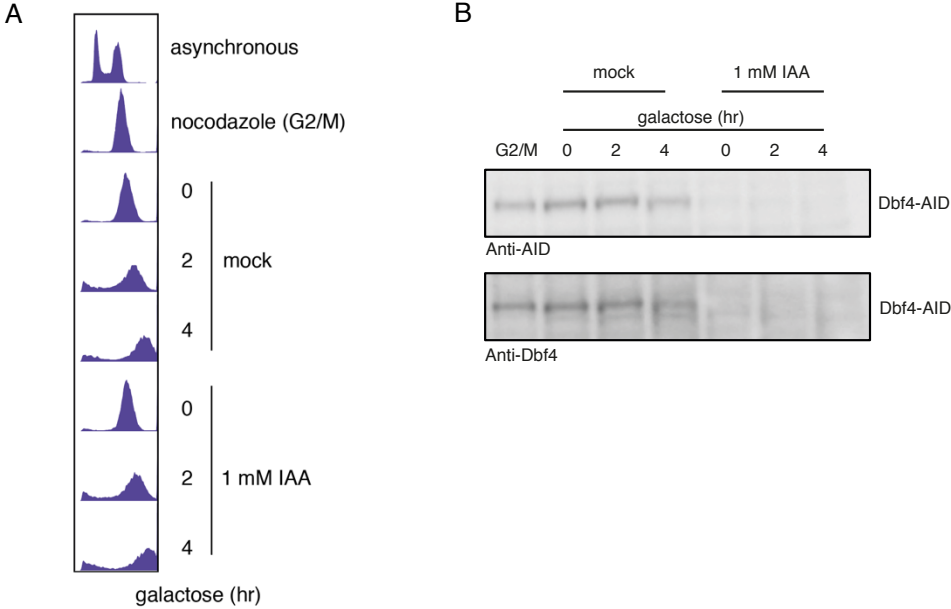 A
asynchronous
nocodazole (G2/M)
0
2
mock
4
0
2
1 mM IAA
4
galactose (hr)
B
mock
1 mM IAA
galactose (hr)
G2/M 0 2 4 0 2 4
Dbf4-AID
Anti-AID
Dbf4-AID
Anti-Dbf4